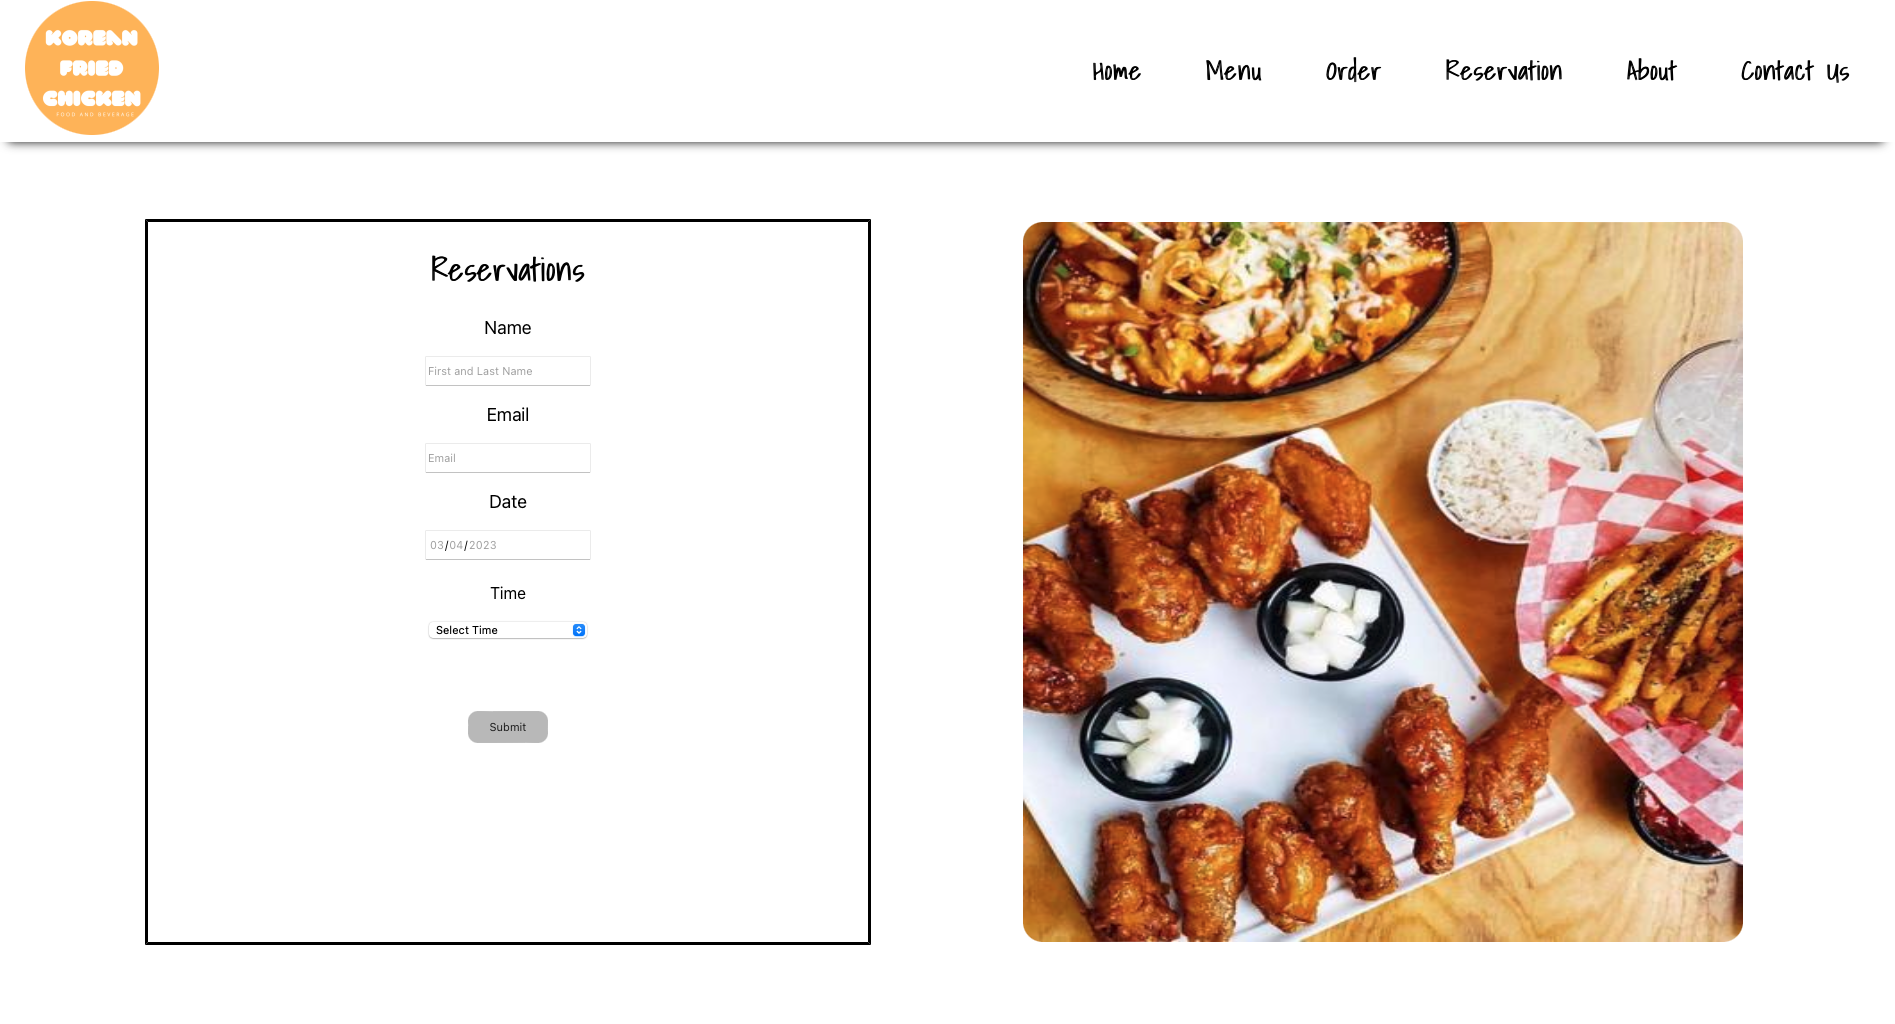 KOREAN
FRIED
CHICKEN
FOOD AND BEVERAGE
Home Menu Order Reservation About Contact Us
Reservations
Name
First and Last Name
Email
Email
Date
03/04/2023
Time
Select Time
Submit